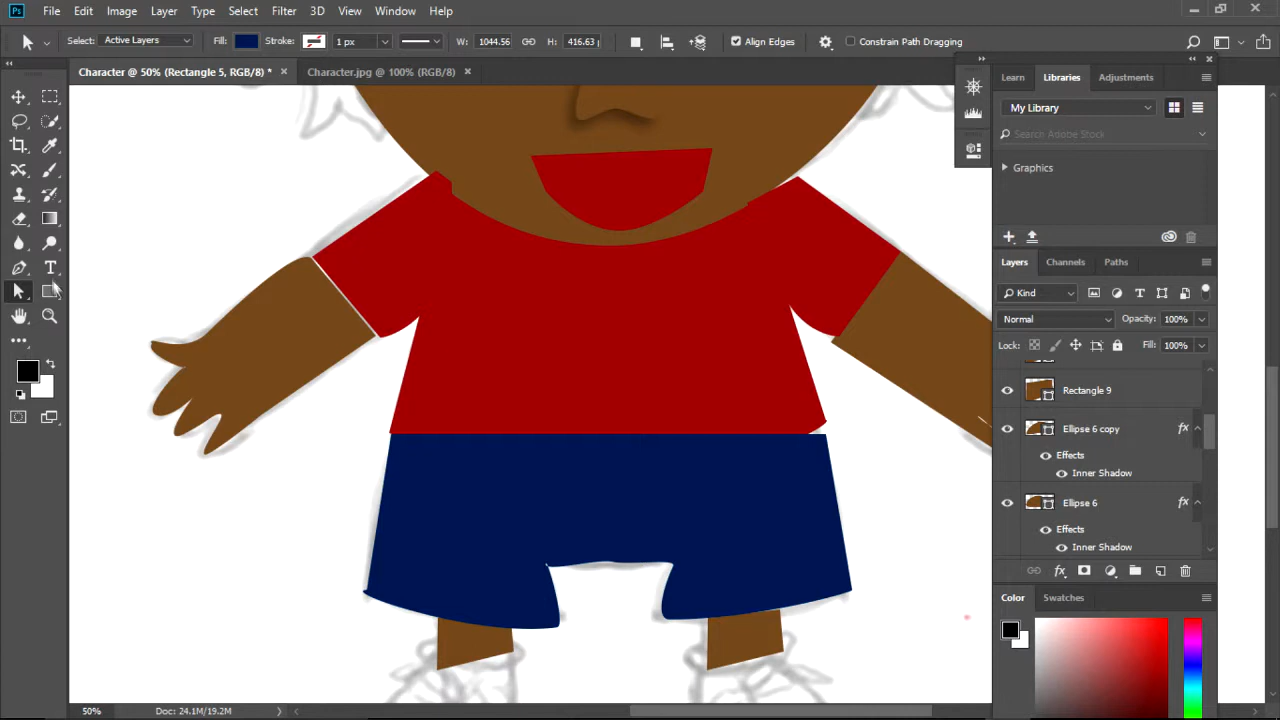 Ps File Edit Image Layer Type Select Filter 3D View Window Help
Select: Active Layers Fill: Stroke: 1 px W: 1044.56 H: 416.63 Align Edges Constrain Path Dragging
Character @ 50% (Rectangle 5, RGB/8) * × Character.jpg @ 100% (RGB/8) ×
Learn Libraries Adjustments
My Library
Search Adobe Stock
Graphics
Layers Channels Paths
Kind
Normal Opacity: 100%
Lock: Fill: 100%
Rectangle 9
Ellipse 6 copy fx
Effects
Inner Shadow
Ellipse 6 fx
Effects
Inner Shadow
Color Swatches
50% Doc: 24.1M/19.2M